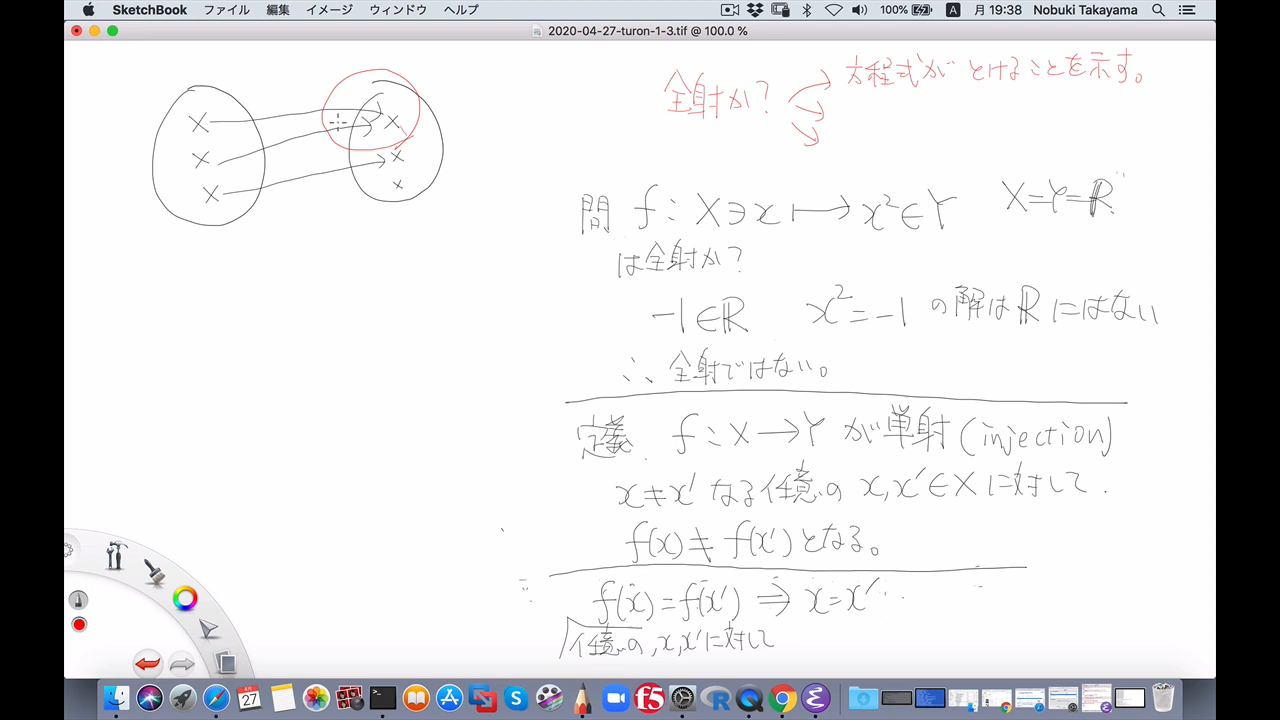 SketchBook ファイル 編集 イメージ ウィンドウ ヘルプ 100% A 月 19:38 Nobuki Takayama
2020-04-27-turon-1-3.tif @ 100.0 %
全射か? 方程式が とけることを示す。
問 f : X∋x ⟼ x²∈Y X=Y=ℝ
は全射か?
-1∈ℝ x²=-1 の解は ℝ にはない
∴ 全射ではない。
定義. f : X→Y が単射(injection)
x≠x' なる任意の x,x'∈X に対して.
f(x)≠f(x')となる。
f(x)=f(x') ⇒ x=x'
任意の,x,x'に対して
4月 27 S f5 R Q